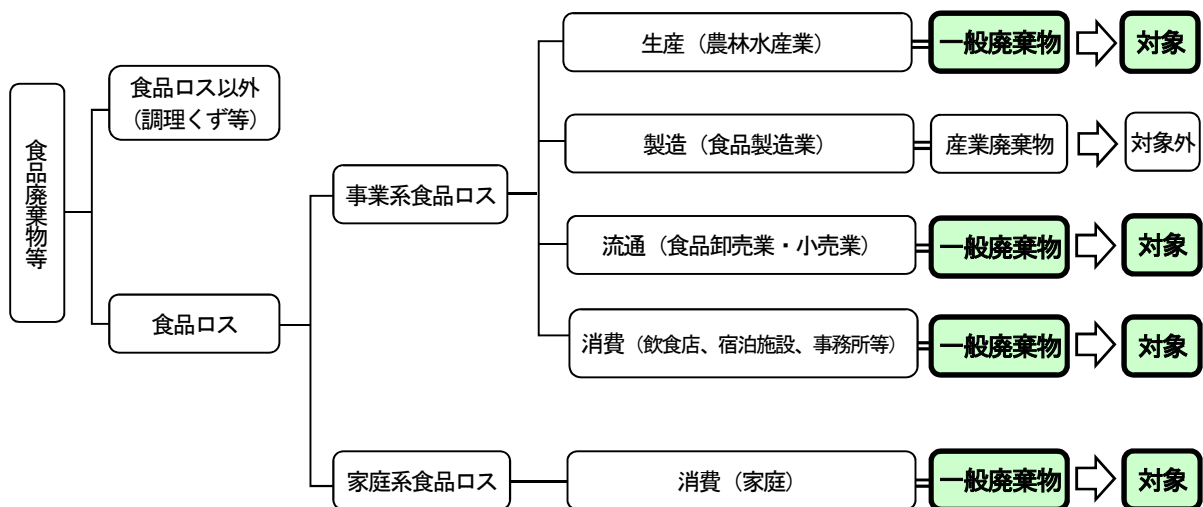 食品廃棄物等
食品ロス以外
（調理くず等）
食品ロス
事業系食品ロス
生産（農林水産業）
一般廃棄物
対象
製造（食品製造業）
産業廃棄物
対象外
流通（食品卸売業・小売業）
一般廃棄物
対象
消費（飲食店、宿泊施設、事務所等）
一般廃棄物
対象
家庭系食品ロス
消費（家庭）
一般廃棄物
対象